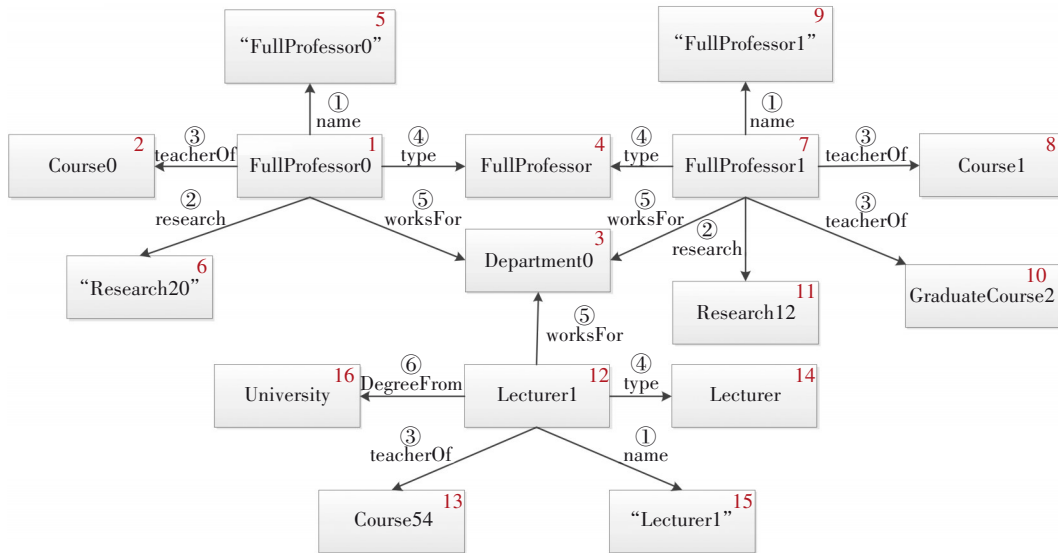 5
“FullProfessor0”
9
“FullProfessor1”
①
name
①
name
2
Course0
③
teacherOf
1
FullProfessor0
④
type
4
FullProfessor
④
type
7
FullProfessor1
③
teacherOf
8
Course1
②
research
⑤
worksFor
⑤
worksFor
②
research
③
teacherOf
6
“Research20”
3
Department0
11
Research12
10
GraduateCourse2
⑤
worksFor
16
University
⑥
DegreeFrom
12
Lecturer1
④
type
14
Lecturer
③
teacherOf
①
name
13
Course54
15
“Lecturer1”